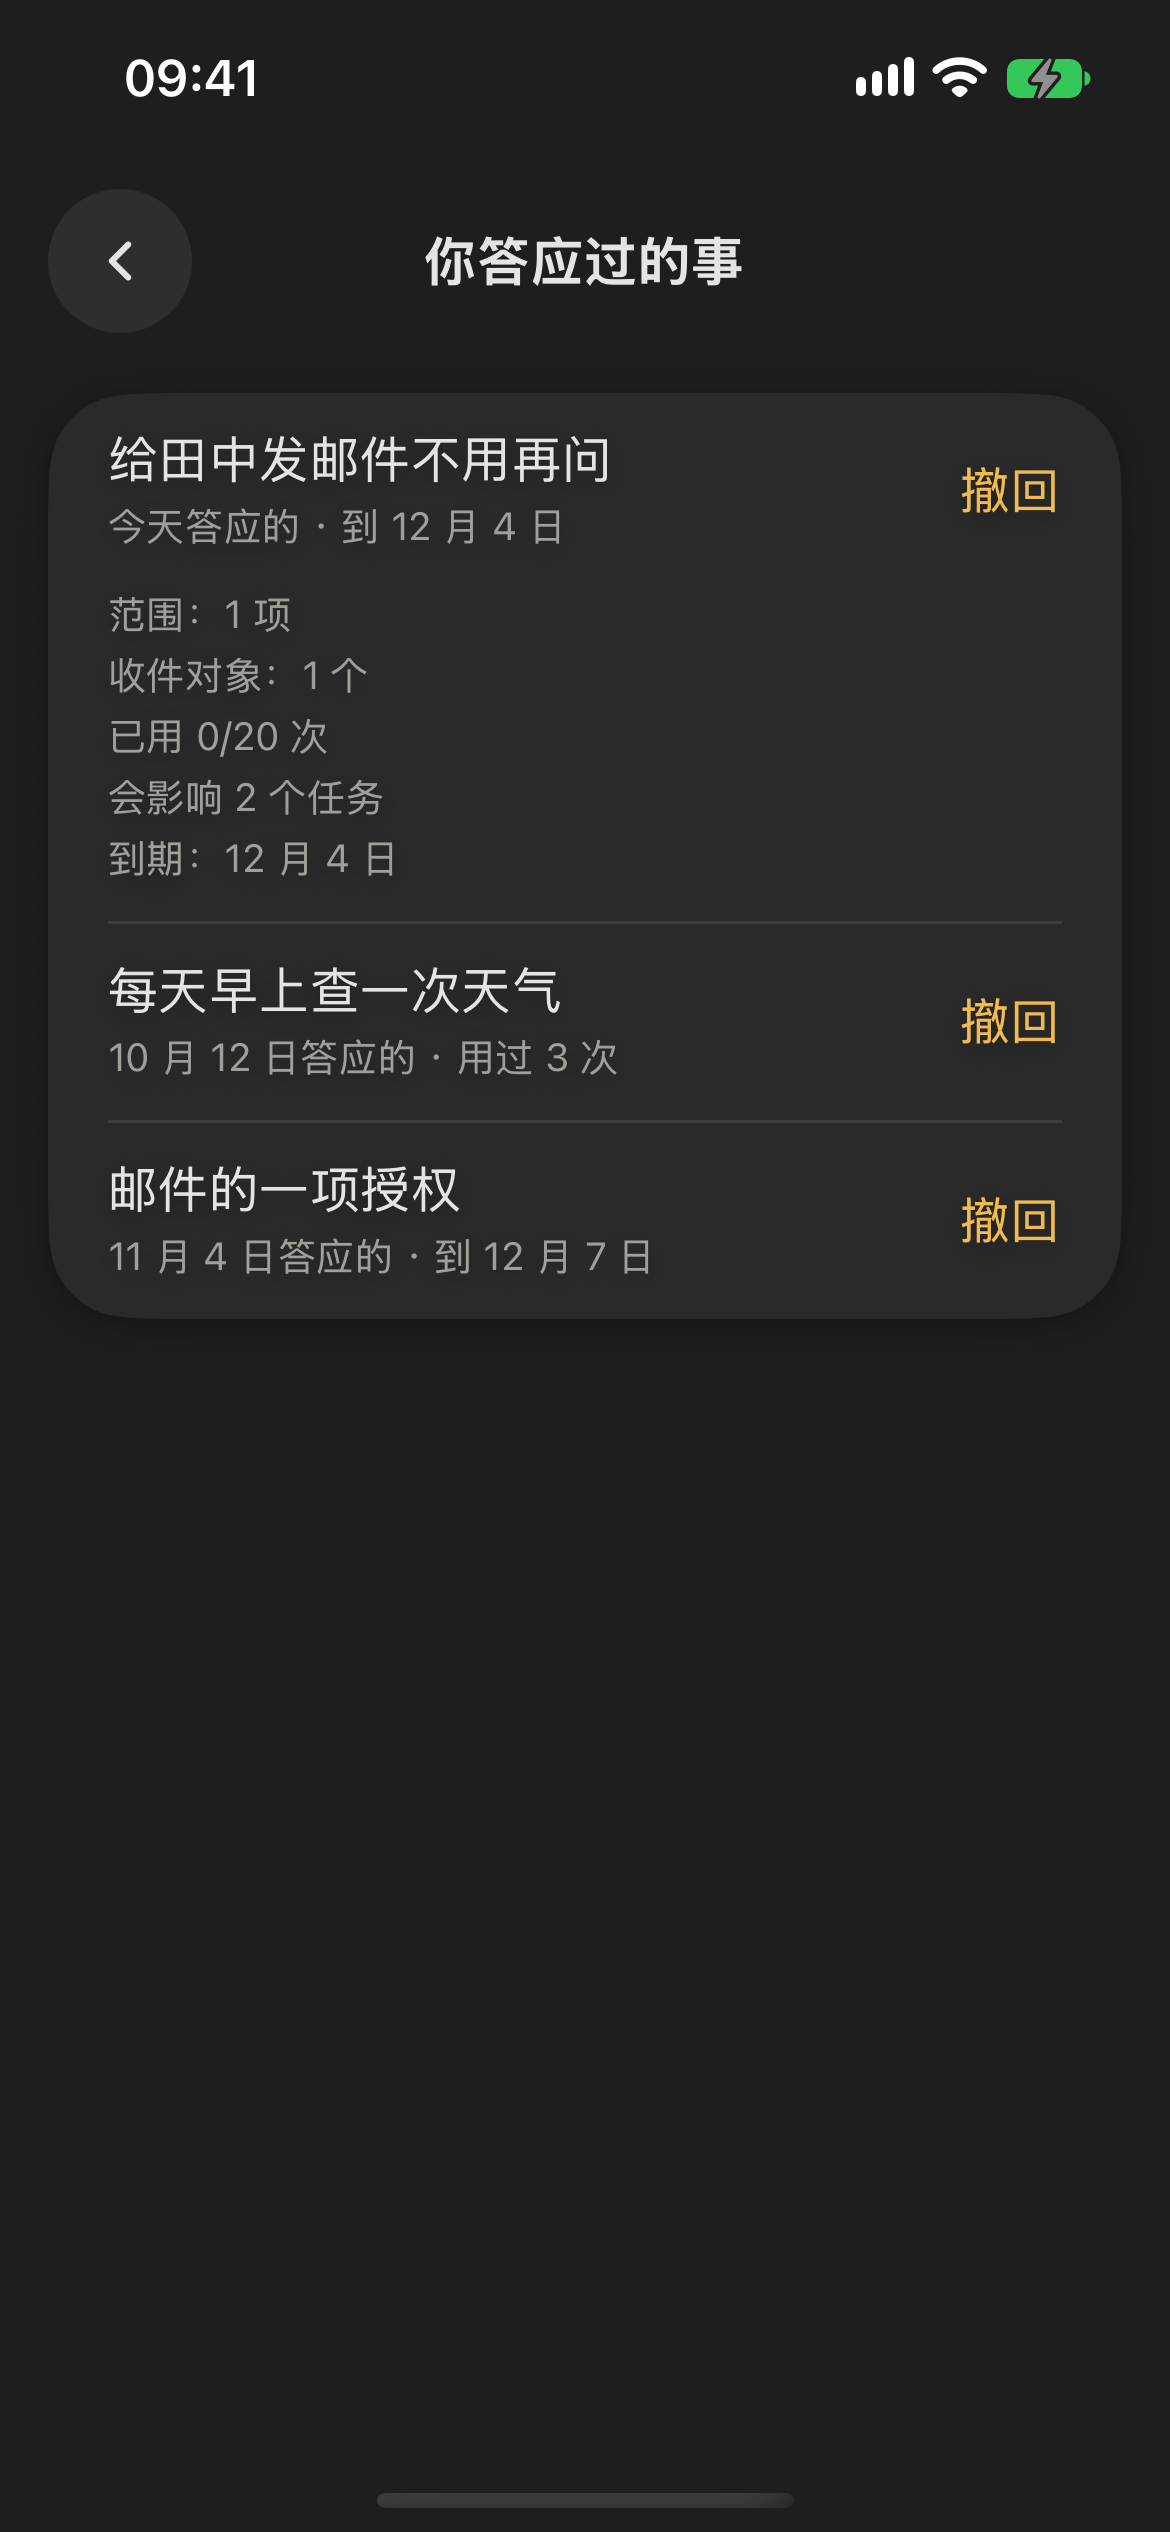 09:41
你答应过的事
给田中发邮件不用再问
今天答应的 · 到 12 月 4 日
撤回
范围：1 项
收件对象：1 个
已用 0/20 次
会影响 2 个任务
到期：12 月 4 日
每天早上查一次天气
10 月 12 日答应的 · 用过 3 次
撤回
邮件的一项授权
11 月 4 日答应的 · 到 12 月 7 日
撤回